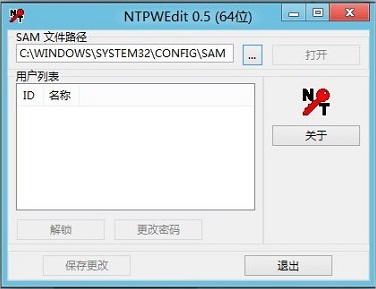 NTPWEdit 0.5 (64位)
SAM 文件路径
C:\WINDOWS\SYSTEM32\CONFIG\SAM
...
打开
用户列表
ID 名称
NT
关于
解锁 更改密码
保存更改 退出